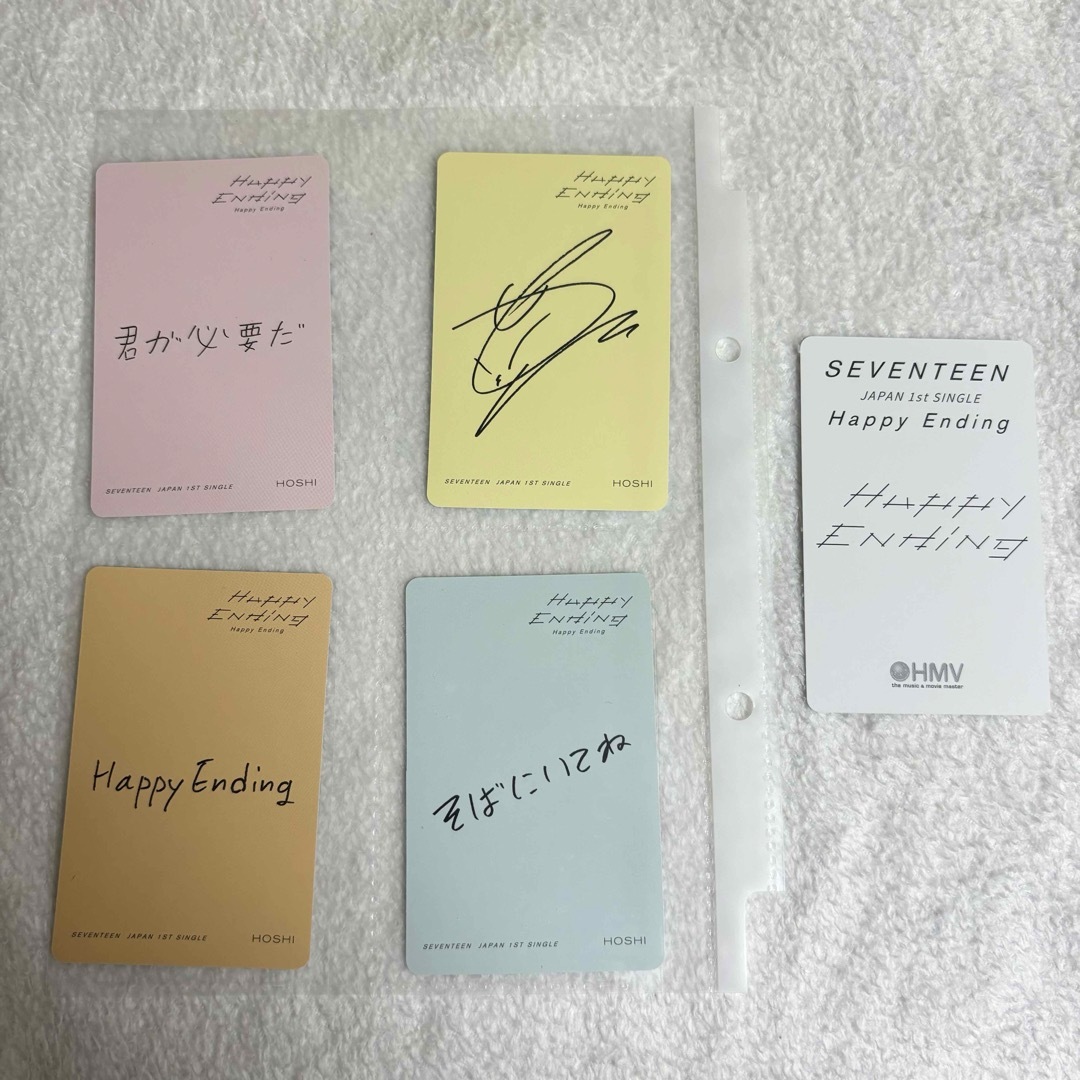 Happy
Ending
Happy Ending
君が必要だ
SEVENTEEN JAPAN 1ST SINGLE
HOSHI
Happy
Ending
Happy Ending
SEVENTEEN JAPAN 1ST SINGLE
HOSHI
Happy
Ending
Happy Ending
Happy Ending
SEVENTEEN JAPAN 1ST SINGLE
HOSHI
Happy
Ending
Happy Ending
そばにいてね
SEVENTEEN JAPAN 1ST SINGLE
HOSHI
SEVENTEEN
JAPAN 1st SINGLE
Happy Ending
Happy
Ending
HMV
the music & movie master